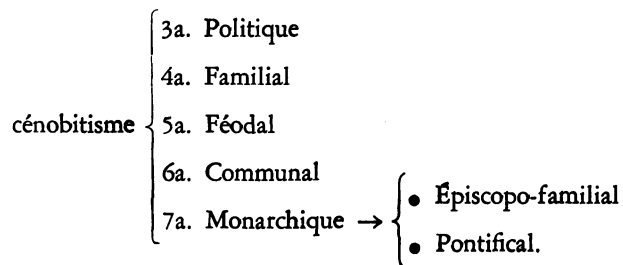 3a. Politique
4a. Familial
cénobitisme 5a. Féodal
6a. Communal
7a. Monarchique → • Épiscopo-familial
• Pontifical.